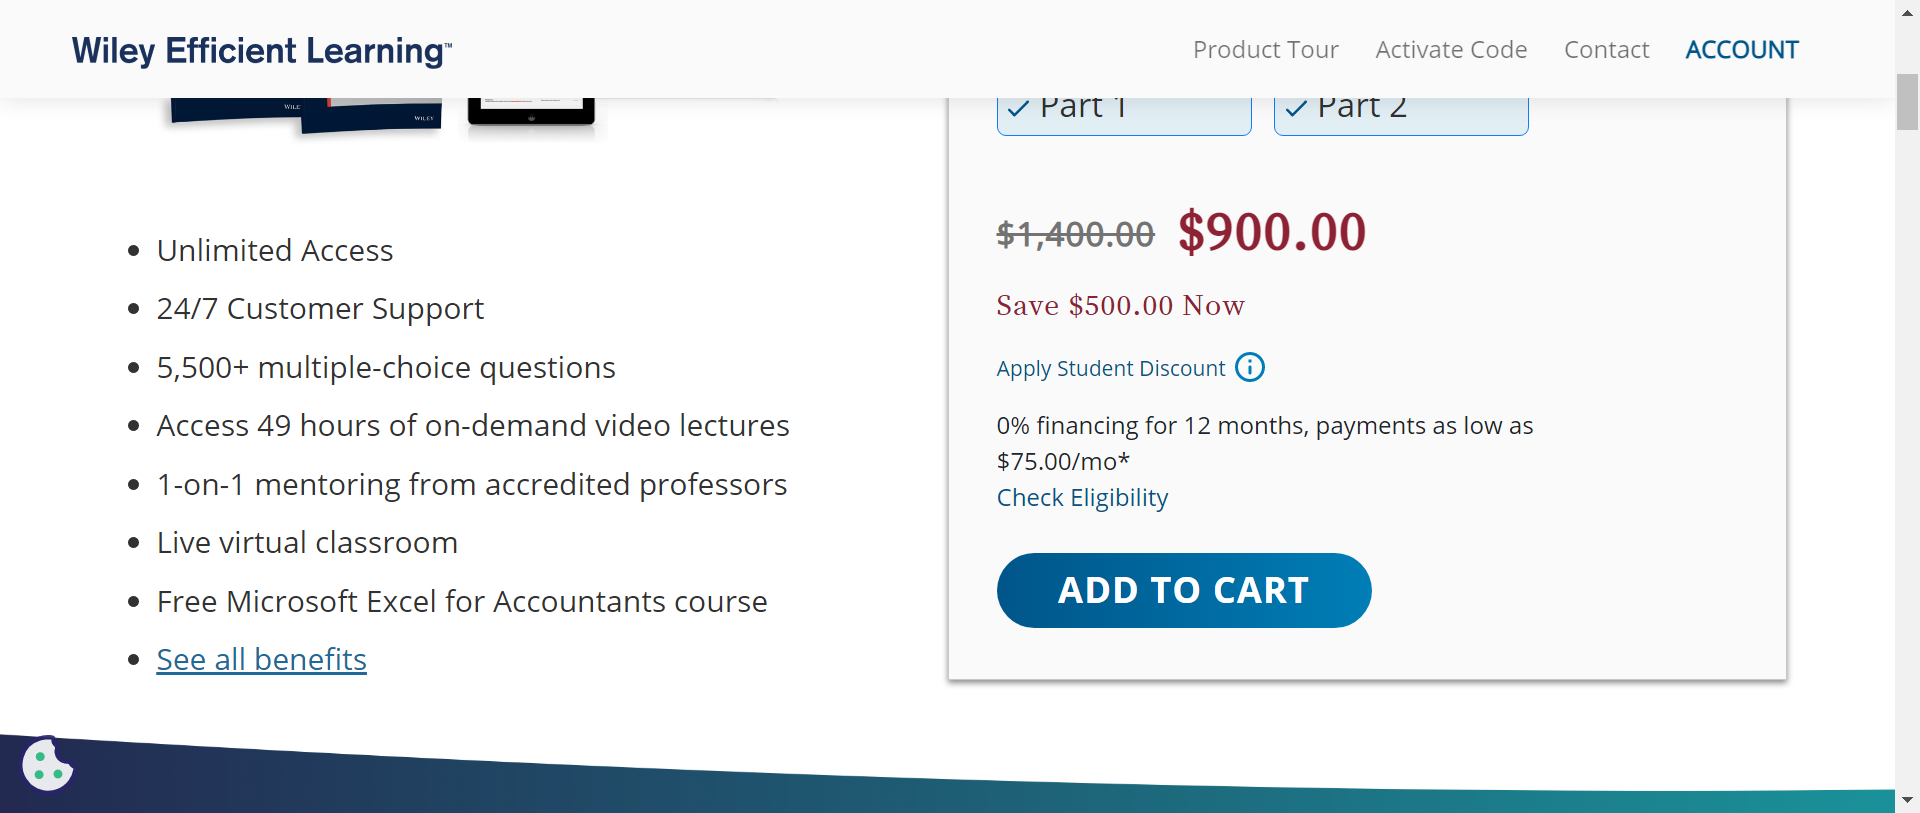 Wiley Efficient Learning™
Product Tour
Activate Code
Contact
ACCOUNT
WILEY
WILEY
Part 1
Part 2
Unlimited Access
24/7 Customer Support
5,500+ multiple-choice questions
Access 49 hours of on-demand video lectures
1-on-1 mentoring from accredited professors
Live virtual classroom
Free Microsoft Excel for Accountants course
See all benefits
$1,400.00 $900.00
Save $500.00 Now
Apply Student Discount
0% financing for 12 months, payments as low as
$75.00/mo*
Check Eligibility
ADD TO CART